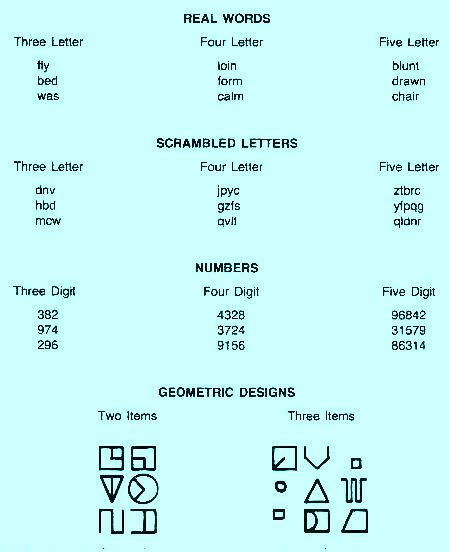 REAL WORDS
Three Letter Four Letter Five Letter
fly loin blunt
bed form drawn
was calm chair
SCRAMBLED LETTERS
Three Letter Four Letter Five Letter
dnv jpyc ztbrc
hbd gzfs yfpqg
mcw qvlf qldnr
NUMBERS
Three Digit Four Digit Five Digit
382 4328 96842
974 3724 31579
296 9156 86314
GEOMETRIC DESIGNS
Two Items Three Items